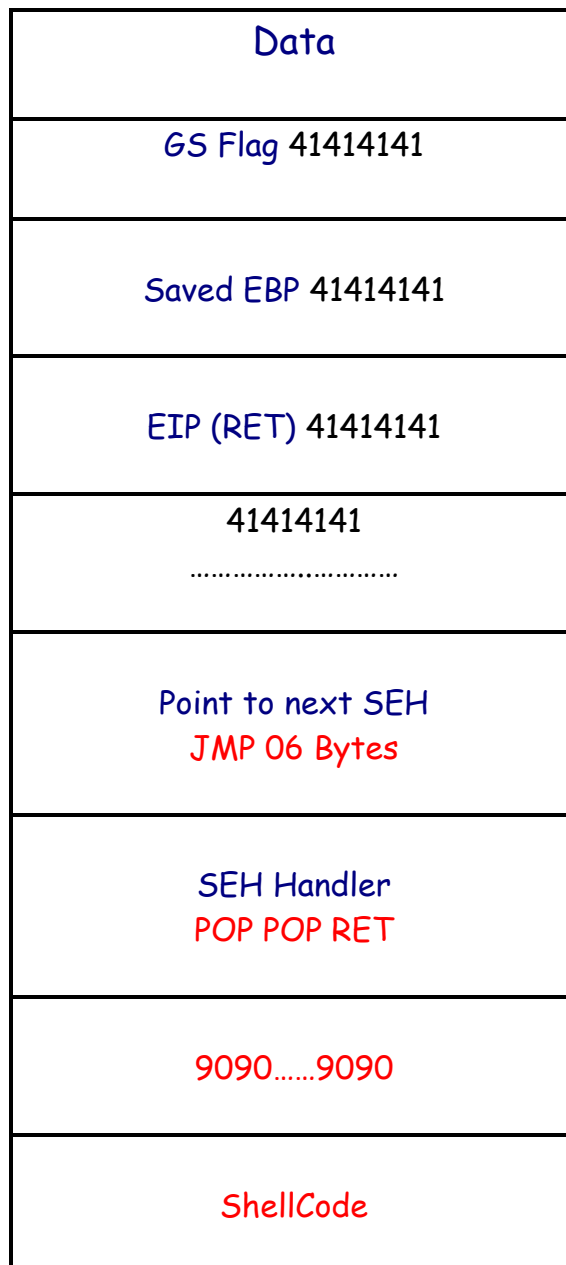 Data
GS Flag 41414141
Saved EBP 41414141
EIP (RET) 41414141
41414141
……………..…………
Point to next SEH
JMP 06 Bytes
SEH Handler
POP POP RET
9090……9090
ShellCode